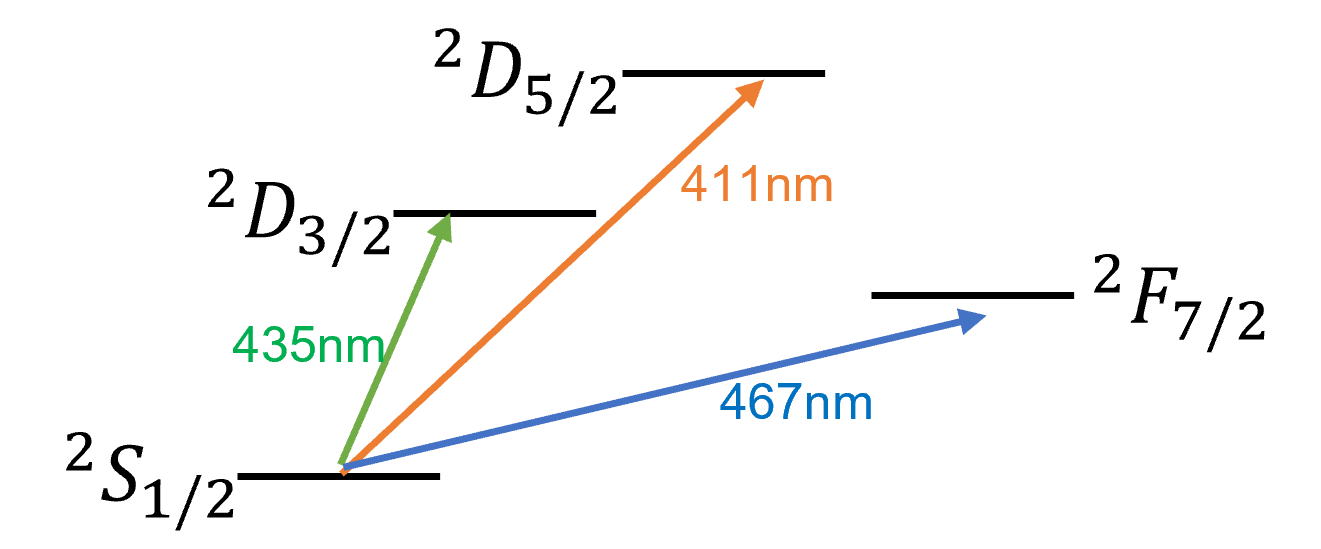 ²D₅/₂
411nm
²D₃/₂
²F₇/₂
435nm
467nm
²S₁/₂